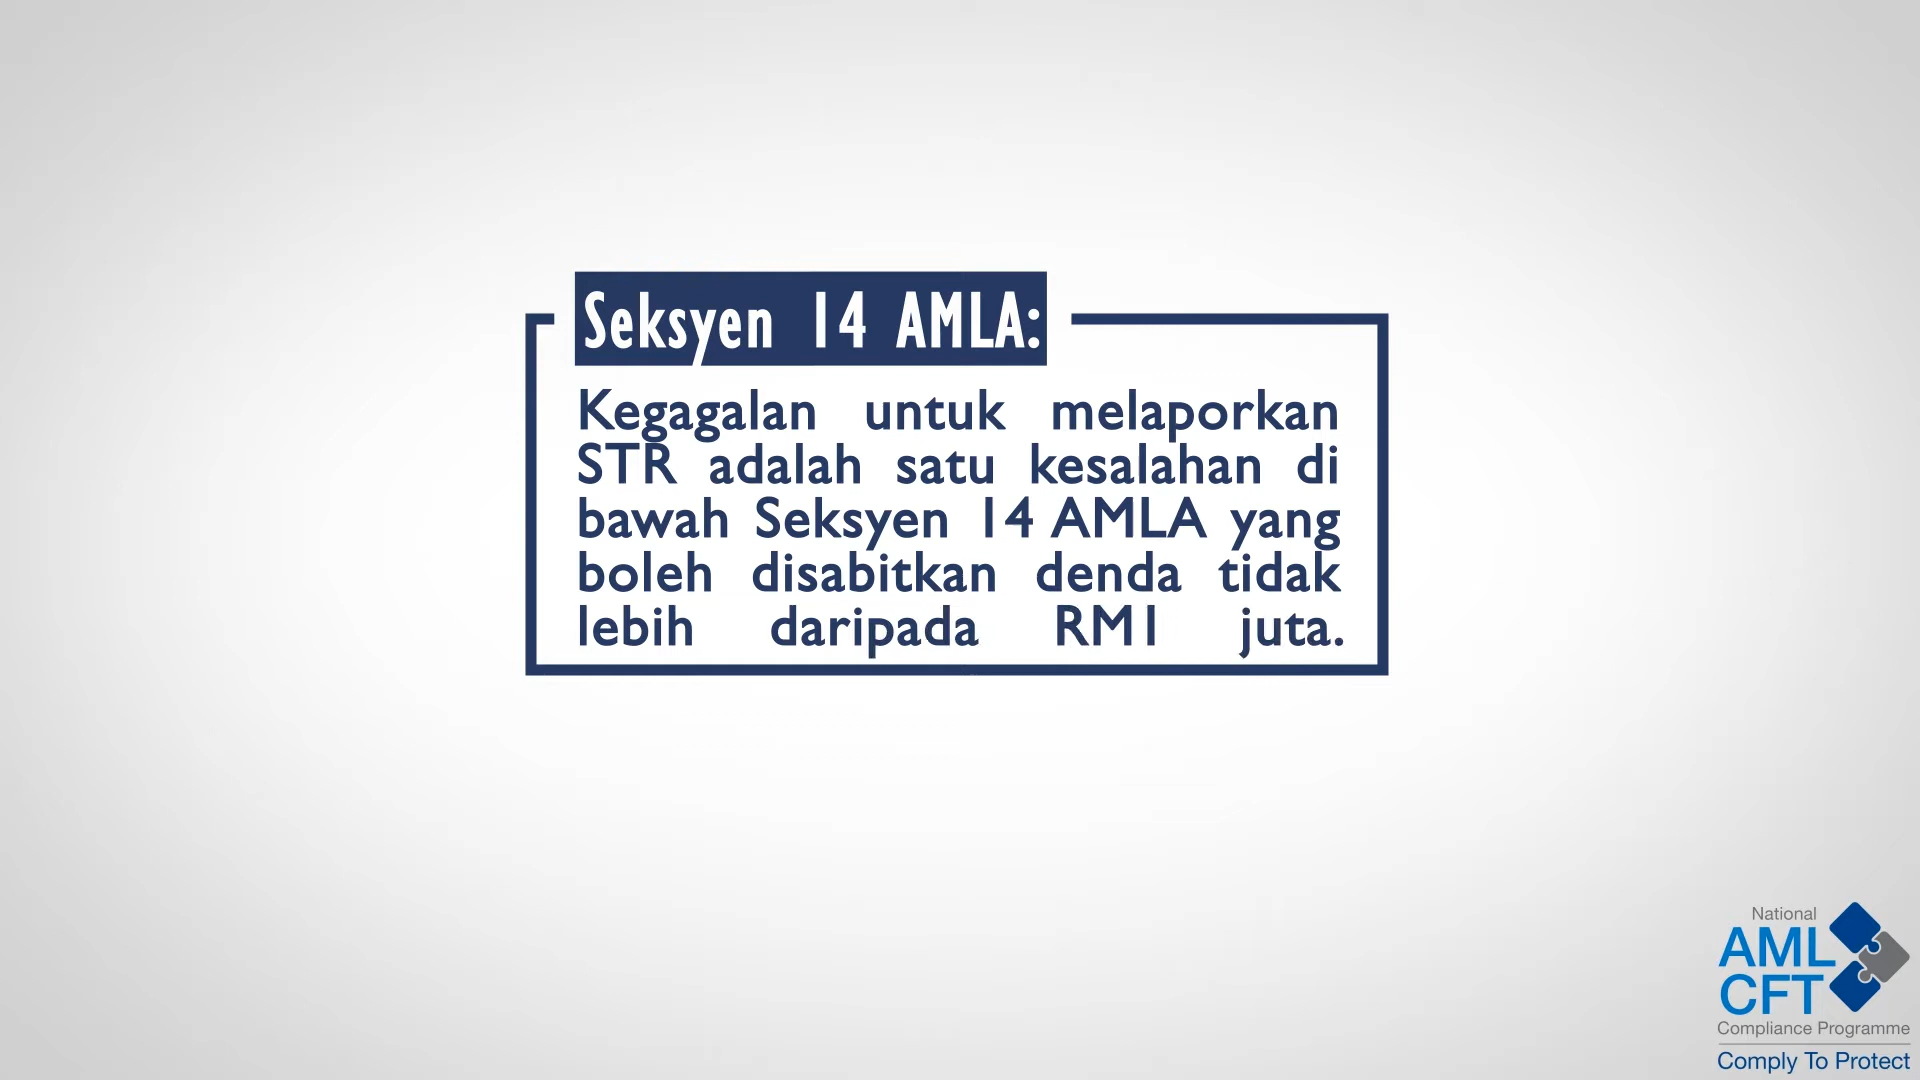 Seksyen 14 AMLA:
Kegagalan untuk melaporkan
STR adalah satu kesalahan di
bawah Seksyen 14 AMLA yang
boleh disabitkan denda tidak
lebih daripada RM1 juta.
National
AML
CFT
Compliance Programme
Comply To Protect